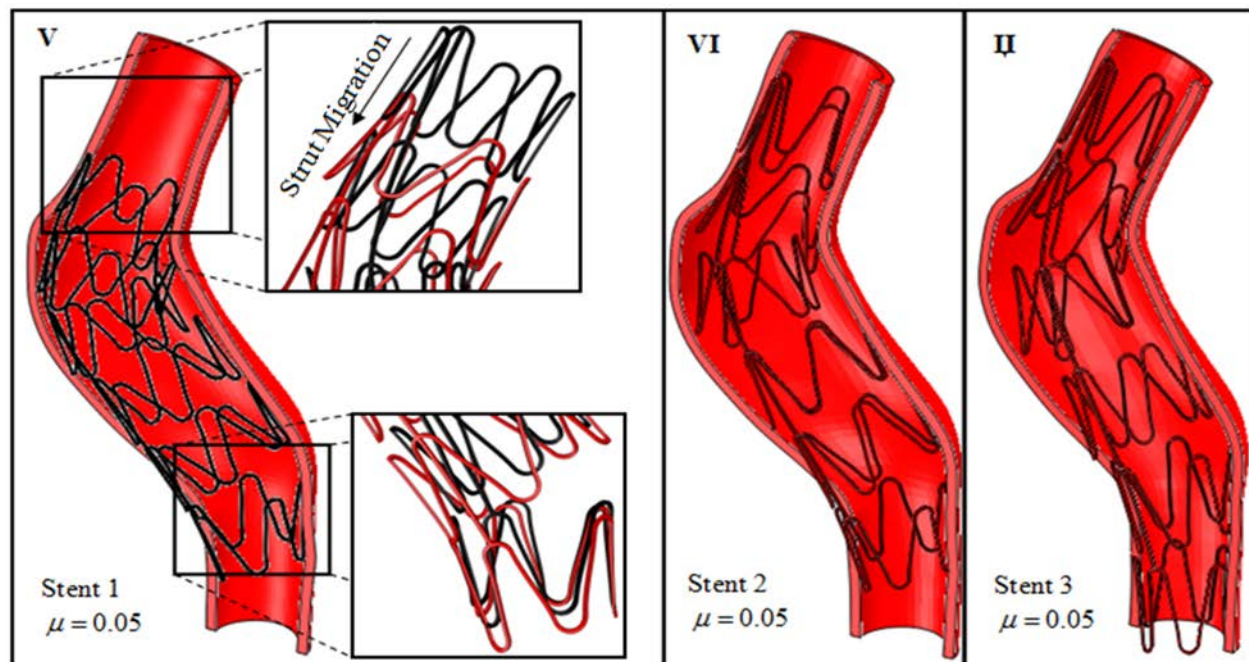 V
Strut Migration
Stent 1
μ = 0.05
VI
Stent 2
μ = 0.05
Stent 3
μ = 0.05